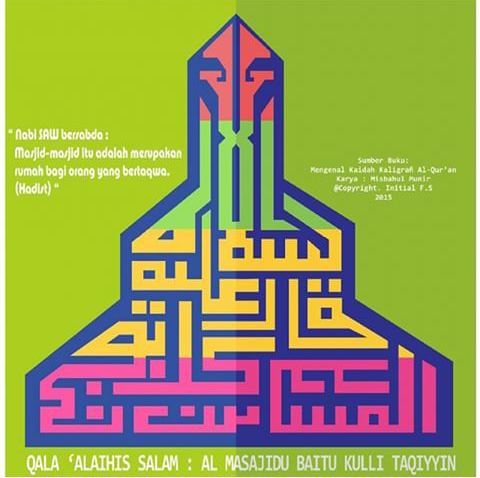 “ Nabi SAW bersabda :
Masjid-masjid itu adalah merupakan
rumah bagi orang yang bertaqwa.
(Hadist) “
Sumber Buku:
Mengenal Kaidah Kaligrafi Al-Qur'an
Karya : Misbahul Munir
@Copyright. Initial F.S
2015
QALA ‘ALAIHIS SALAM : AL MASAJIDU BAITU KULLI TAQIYYIN